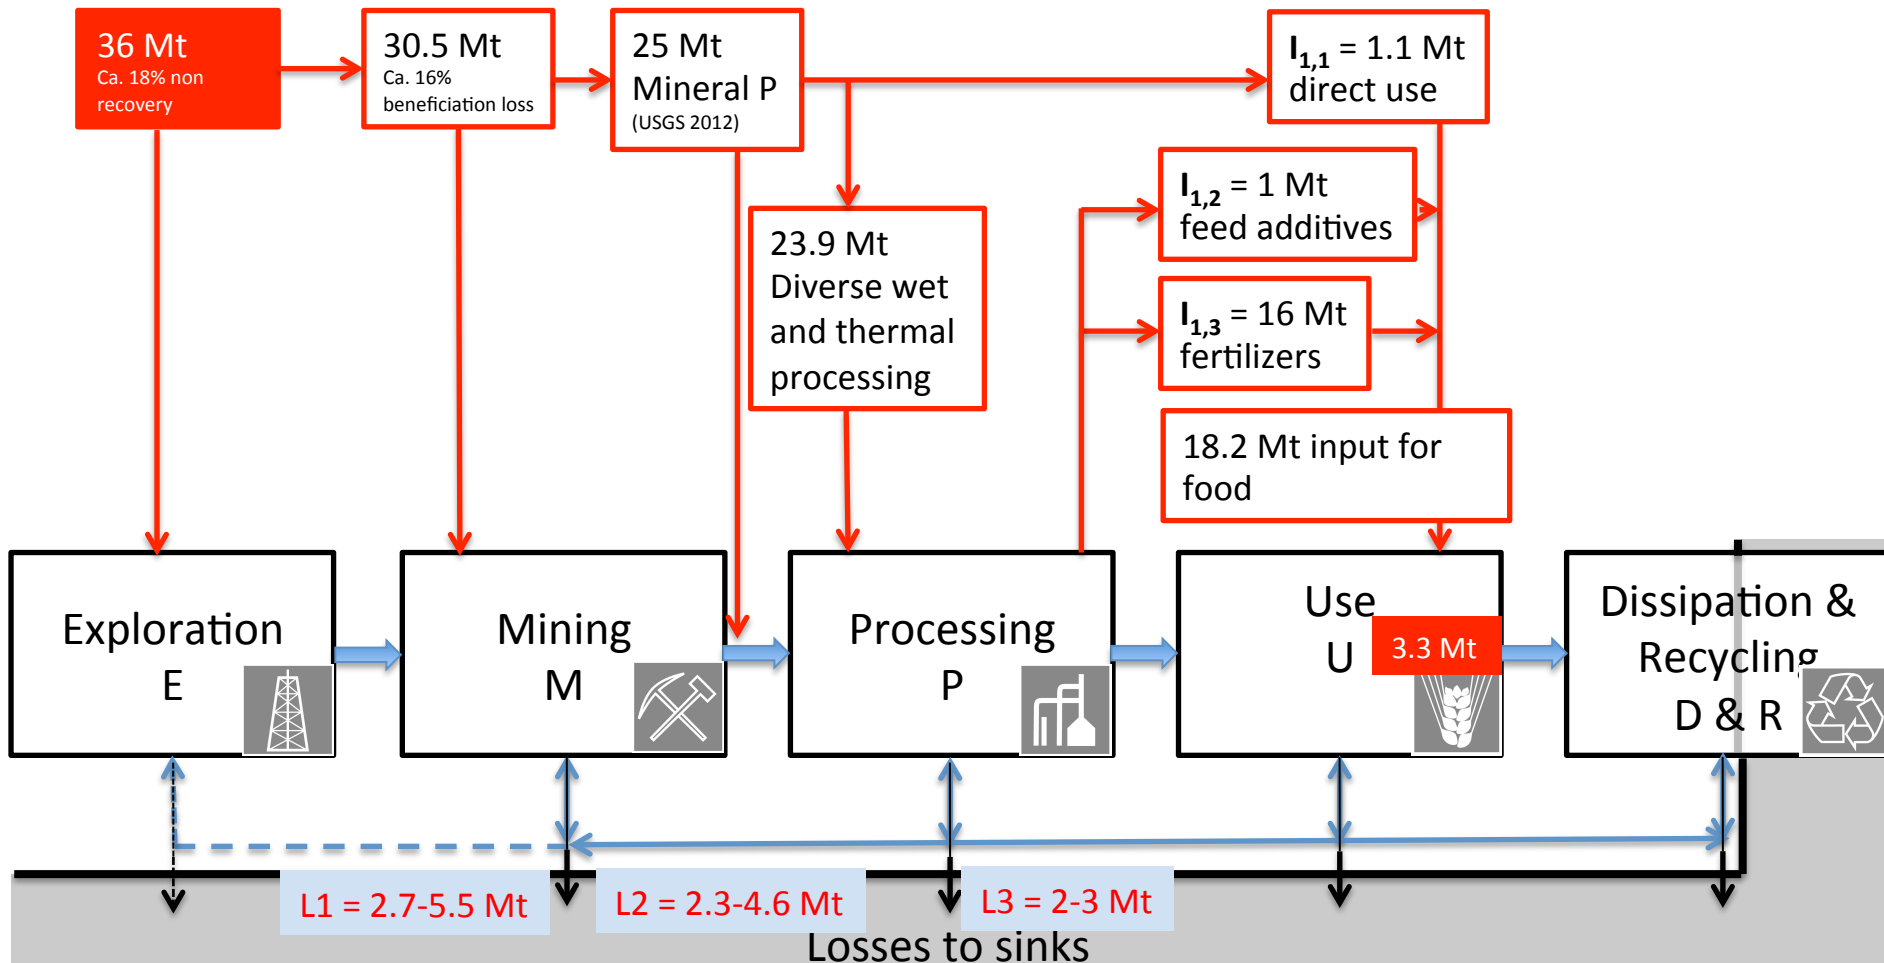 36 Mt
Ca. 18% non
recovery
30.5 Mt
Ca. 16%
beneficiation loss
25 Mt
Mineral P
(USGS 2012)
I1,1 = 1.1 Mt
direct use
I1,2 = 1 Mt
feed additives
23.9 Mt
Diverse wet
and thermal
processing
I1,3 = 16 Mt
fertilizers
18.2 Mt input for
food
Exploration
E
Mining
M
Processing
P
Use
U
3.3 Mt
Dissipation &
Recycling
D & R
L1 = 2.7-5.5 Mt
L2 = 2.3-4.6 Mt
L3 = 2-3 Mt
Losses to sinks